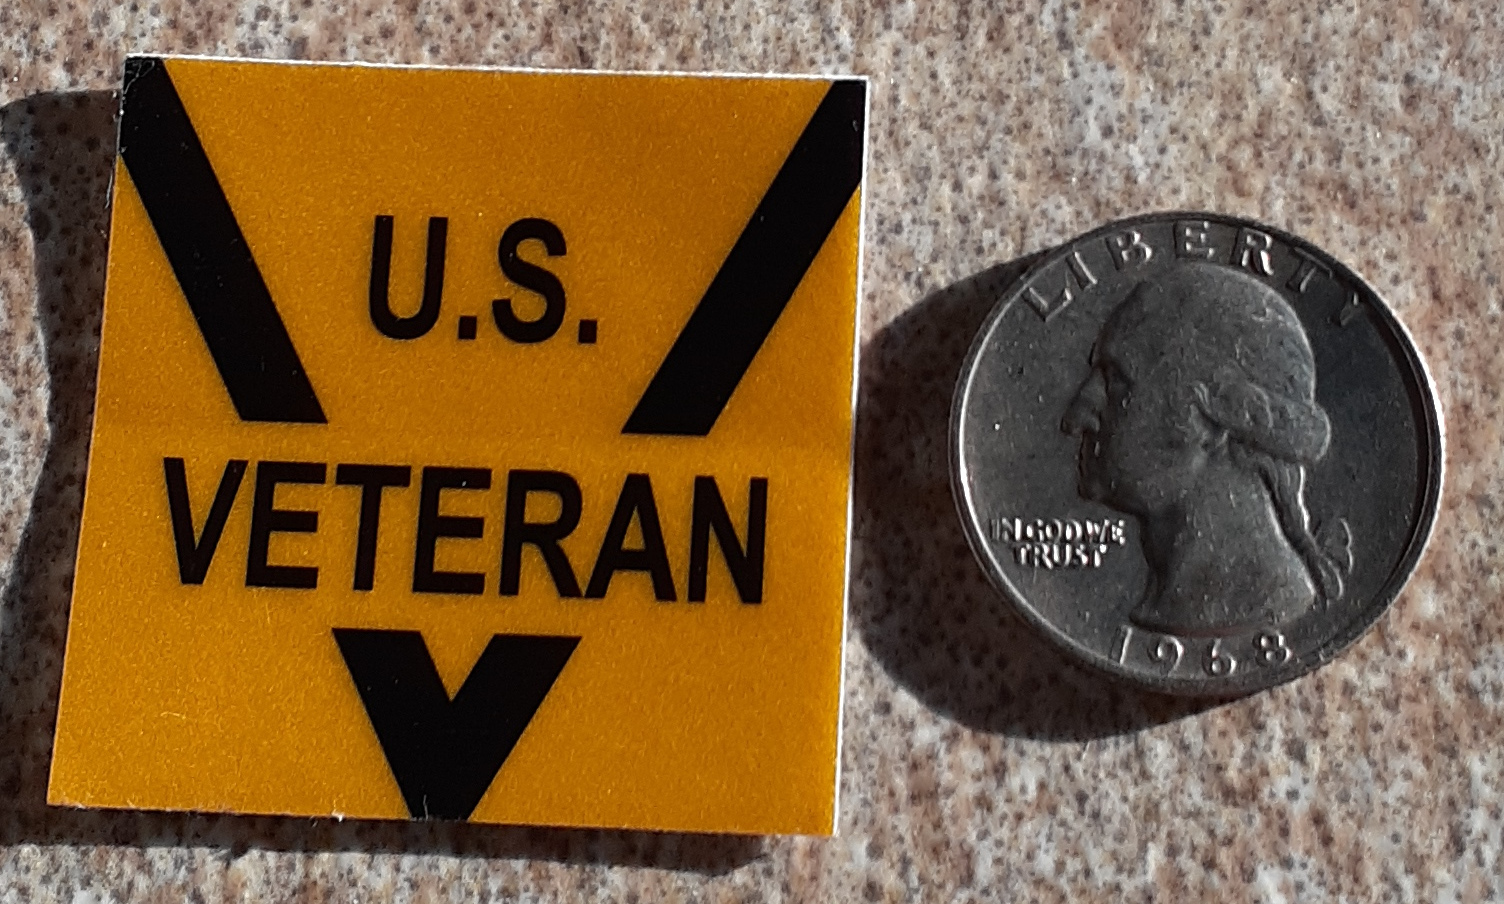 U.S.
VETERAN
LIBERTY
IN GOD WE
TRUST
1968